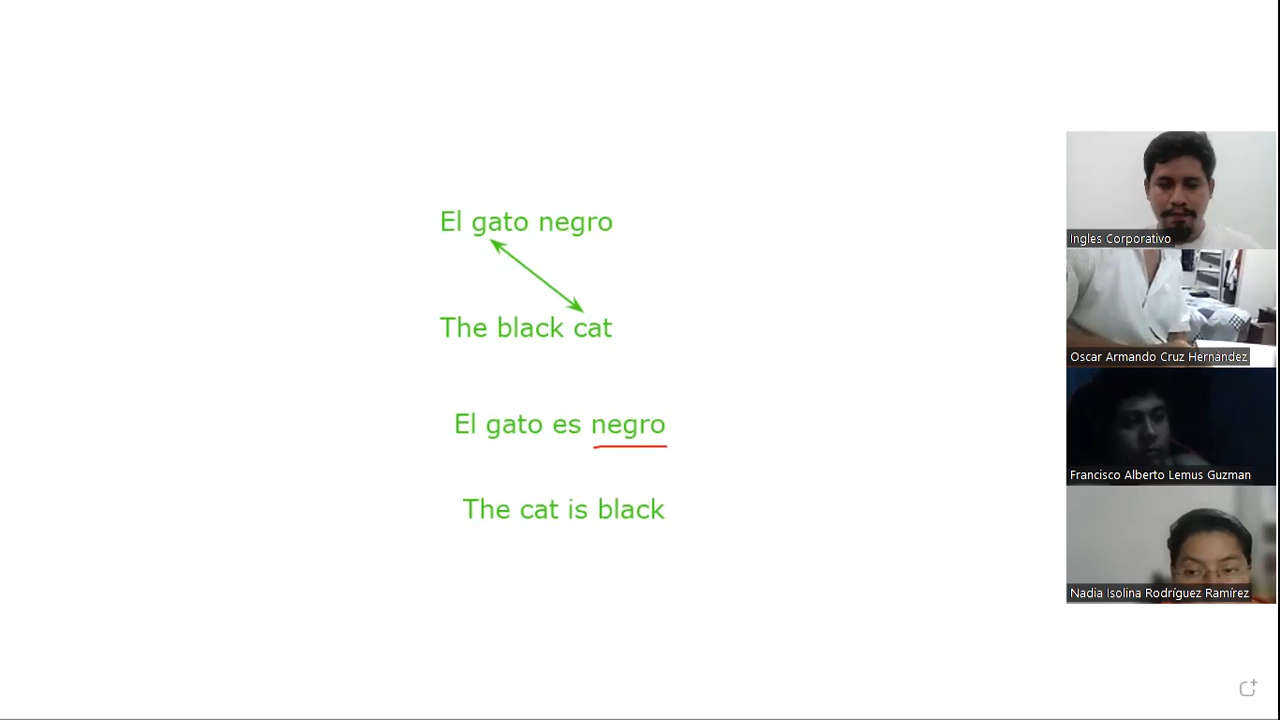 El gato negro
The black cat
El gato es negro
The cat is black
Ingles Corporativo
Oscar Armando Cruz Hernández
Francisco Alberto Lemus Guzman
Nadia Isolina Rodríguez Ramírez